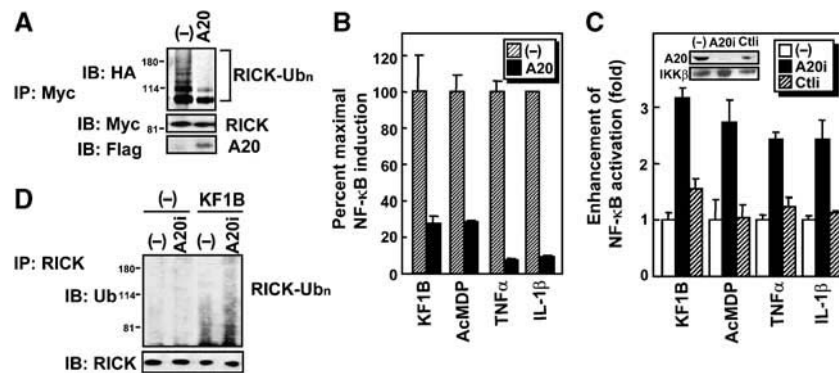 A
(-)
A20
180
IB: HA
114
RICK-Ubn
IP: Myc
IB: Myc
81
RICK
IB: Flag
A20
B
Percent maximal
NF-κB induction
120
100
80
60
40
20
0
(-)
A20
KF1B
AcMDP
TNFα
IL-1β
C
Enhancement of
NF-κB activation (fold)
3
2
1
0
(-) A20i Ctli
A20
IKKβ
(-)
A20i
Ctli
KF1B
AcMDP
TNFα
IL-1β
D
(-)
KF1B
(-)
A20i
(-)
A20i
IP: RICK
180
IB: Ub
114
RICK-Ubn
81
IB: RICK